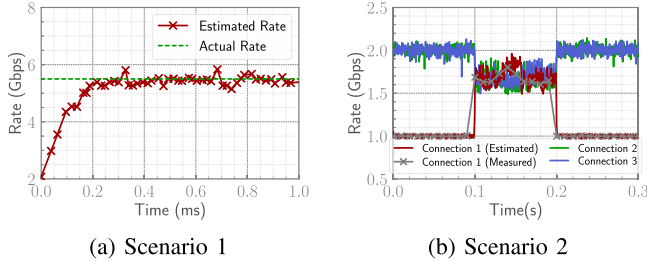 8
6
4
2
Rate (Gbps)
Estimated Rate
Actual Rate
0.0 0.2 0.4 0.6 0.8 1.0
Time (ms)
(a) Scenario 1
2.5
2.0
1.5
1.0
0.5
Rate (Gbps)
Connection 1 (Estimated)
Connection 1 (Measured)
Connection 2
Connection 3
0.0 0.1 0.2 0.3
Time(s)
(b) Scenario 2